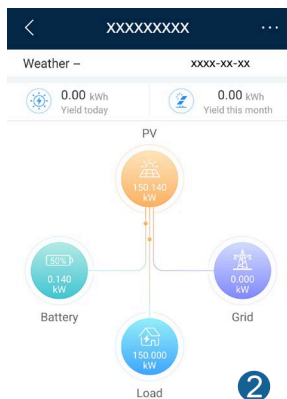 XXXXXXXXX
Weather –
xxxx-xx-xx
0.00 kWh
Yield today
0.00 kWh
Yield this month
PV
150.140
kW
50%
0.140
kW
Battery
0.000
kW
Grid
150.000
kW
Load
2